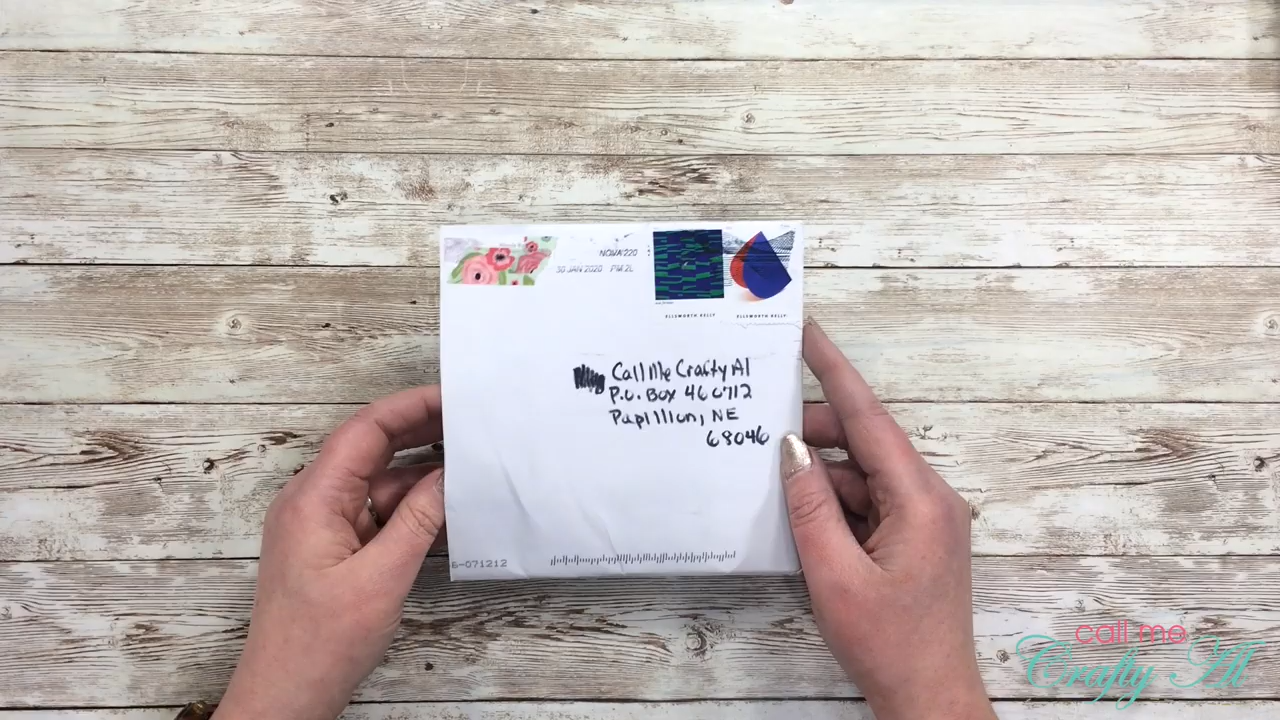 NOVA 220
30 JAN 2020 PM 2L
ELLSWORTH KELLY
ELLSWORTH KELLY
Call Me Crafty Al
P.O. Box 460712
Papillion, NE
68046
6-071212
call me
Crafty Al